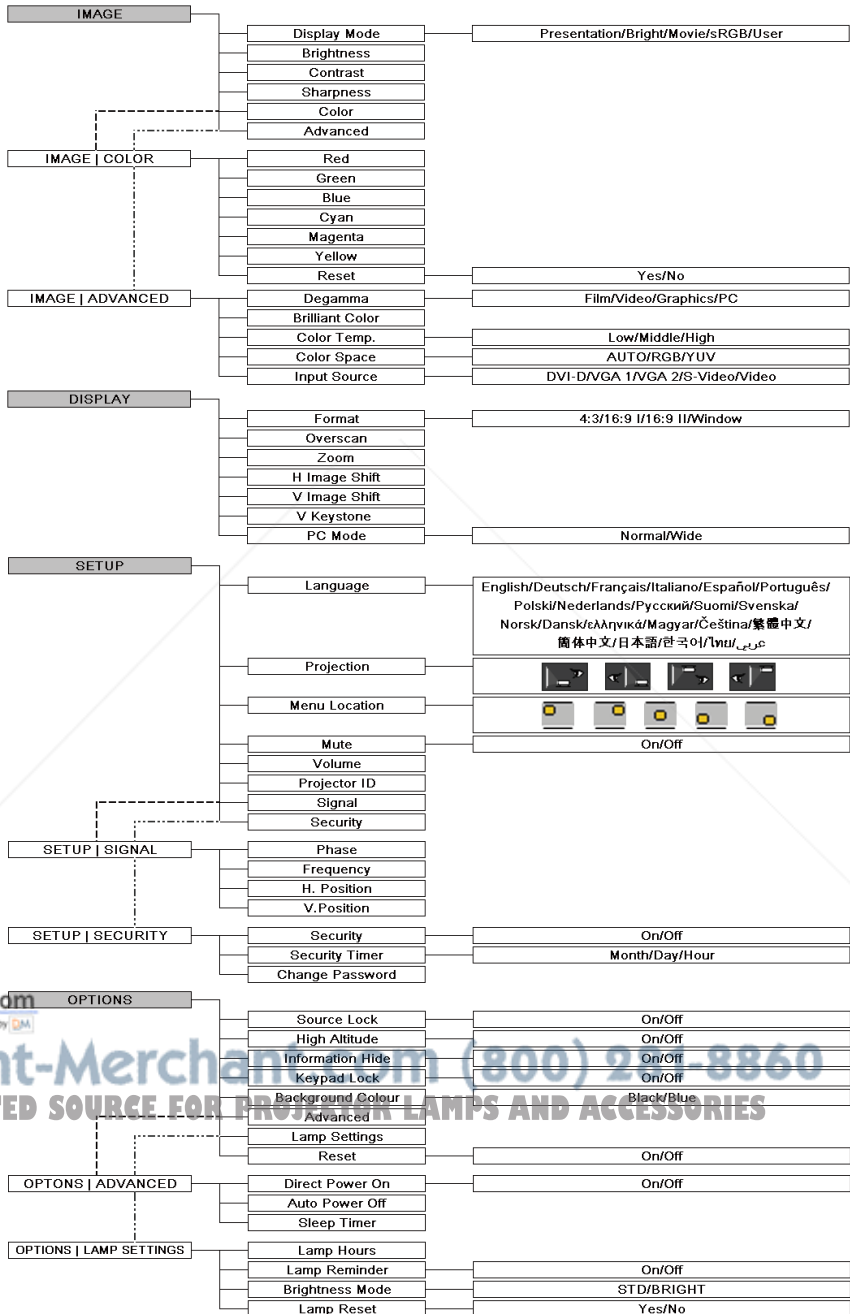 IMAGE
Display Mode Presentation/Bright/Movie/sRGB/User
Brightness
Contrast
Sharpness
Color
Advanced
IMAGE | COLOR Red
Green
Blue
Cyan
Magenta
Yellow
Reset Yes/No
IMAGE | ADVANCED Degamma Film/Video/Graphics/PC
Brilliant Color
Color Temp. Low/Middle/High
Color Space AUTO/RGB/YUV
Input Source DVI-D/VGA 1/VGA 2/S-Video/Video
DISPLAY
Format 4:3/16:9 I/16:9 II/Window
Overscan
Zoom
H Image Shift
V Image Shift
V Keystone
PC Mode Normal/Wide
SETUP
Language English/Deutsch/Français/Italiano/Español/Português/
Polski/Nederlands/Русский/Suomi/Svenska/
Norsk/Dansk/ελληνικά/Magyar/Čeština/繁體中文/
简体中文/日本語/한국어/ไทย/عربي
Projection
Menu Location
Mute On/Off
Volume
Projector ID
Signal
Security
SETUP | SIGNAL Phase
Frequency
H. Position
V.Position
SETUP | SECURITY Security On/Off
Security Timer Month/Day/Hour
Change Password
om OPTIONS
by DM
Source Lock On/Off
High Altitude On/Off
nt-Merchant.com (800) 281-8860
Information Hide On/Off
Keypad Lock On/Off
Background Colour Black/Blue
TED SOURCE FOR PROJEKTOR LAMPS AND ACCESSORIES
Advanced
Lamp Settings
Reset On/Off
OPTONS | ADVANCED Direct Power On On/Off
Auto Power Off
Sleep Timer
OPTIONS | LAMP SETTINGS Lamp Hours
Lamp Reminder On/Off
Brightness Mode STD/BRIGHT
Lamp Reset Yes/No